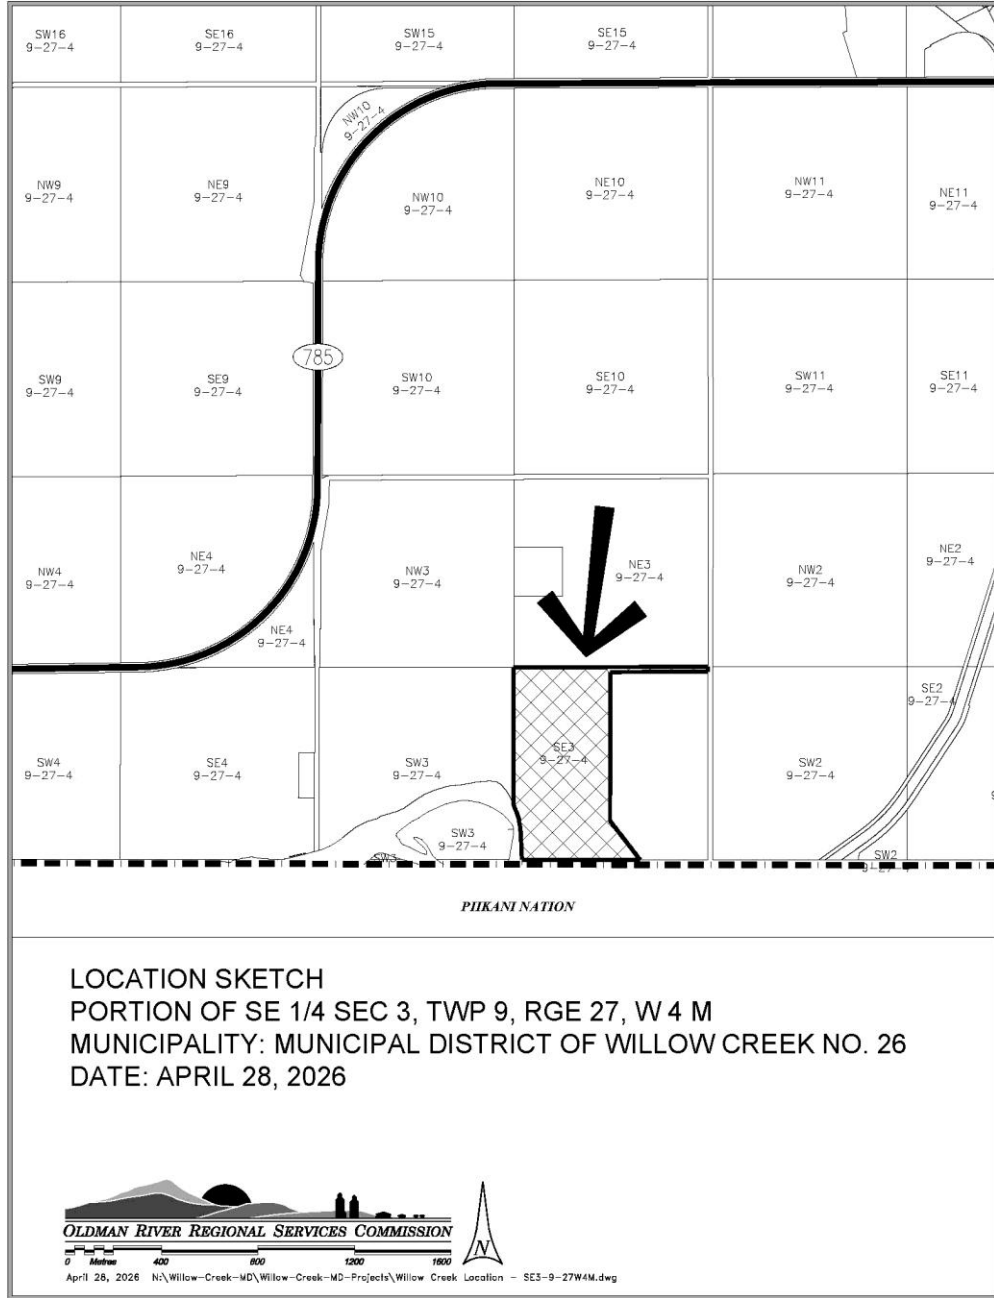 SW16
9-27-4
SE16
9-27-4
SW15
9-27-4
SE15
9-27-4
NW10
9-27-4
NW9
9-27-4
NE9
9-27-4
NW10
9-27-4
NE10
9-27-4
NW11
9-27-4
NE11
9-27-4
785
SW9
9-27-4
SE9
9-27-4
SW10
9-27-4
SE10
9-27-4
SW11
9-27-4
SE11
9-27-4
NW4
9-27-4
NE4
9-27-4
NW3
9-27-4
NE3
9-27-4
NW2
9-27-4
NE2
9-27-4
NE4
9-27-4
SE2
9-27-4
SW4
9-27-4
SE4
9-27-4
SW3
9-27-4
SE3
9-27-4
SW2
9-27-4
SW3
9-27-4
SW3
SW2
9-27-4
PIIKANI NATION
LOCATION SKETCH
PORTION OF SE 1/4 SEC 3, TWP 9, RGE 27, W 4 M
MUNICIPALITY: MUNICIPAL DISTRICT OF WILLOW CREEK NO. 26
DATE: APRIL 28, 2026
OLDMAN RIVER REGIONAL SERVICES COMMISSION
0 Metres 400 800 1200 1600
N
April 28, 2026 N:\Willow-Creek-MD\Willow-Creek-MD-Projects\Willow Creek Location - SE3-9-27W4M.dwg